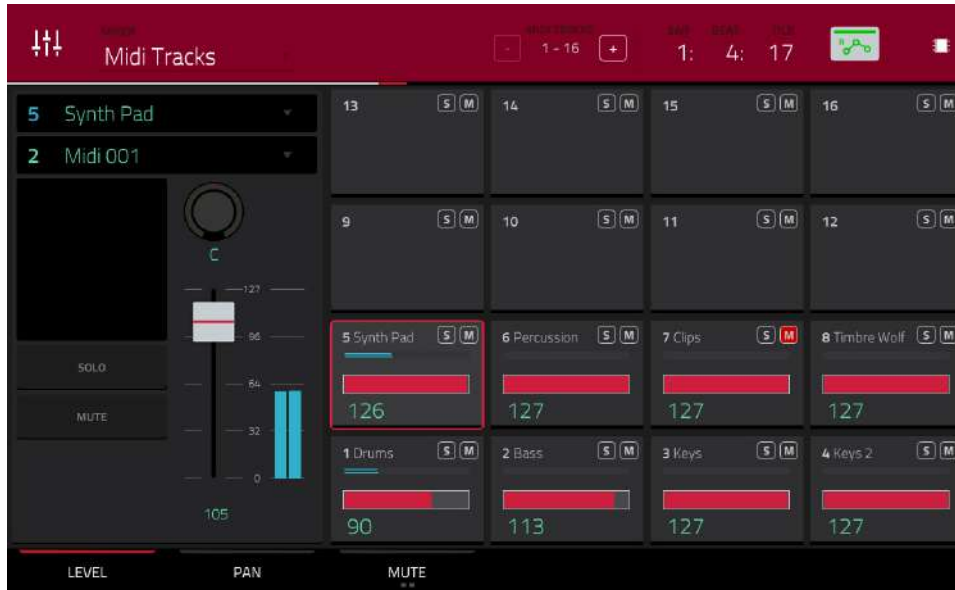 Midi Tracks
- 1 - 16 +
1: 4: 17
5 Synth Pad
2 Midi 001
C
127
96
64
32
0
105
SOLO
MUTE
13 S M
14 S M
15 S M
16 S M
9 S M
10 S M
11 S M
12 S M
5 Synth Pad S M
126
6 Percussion S M
127
7 Clips S M
127
8 Timbre Wolf S M
127
1 Drums S M
90
2 Bass S M
113
3 Keys S M
127
4 Keys 2 S M
127
LEVEL PAN MUTE